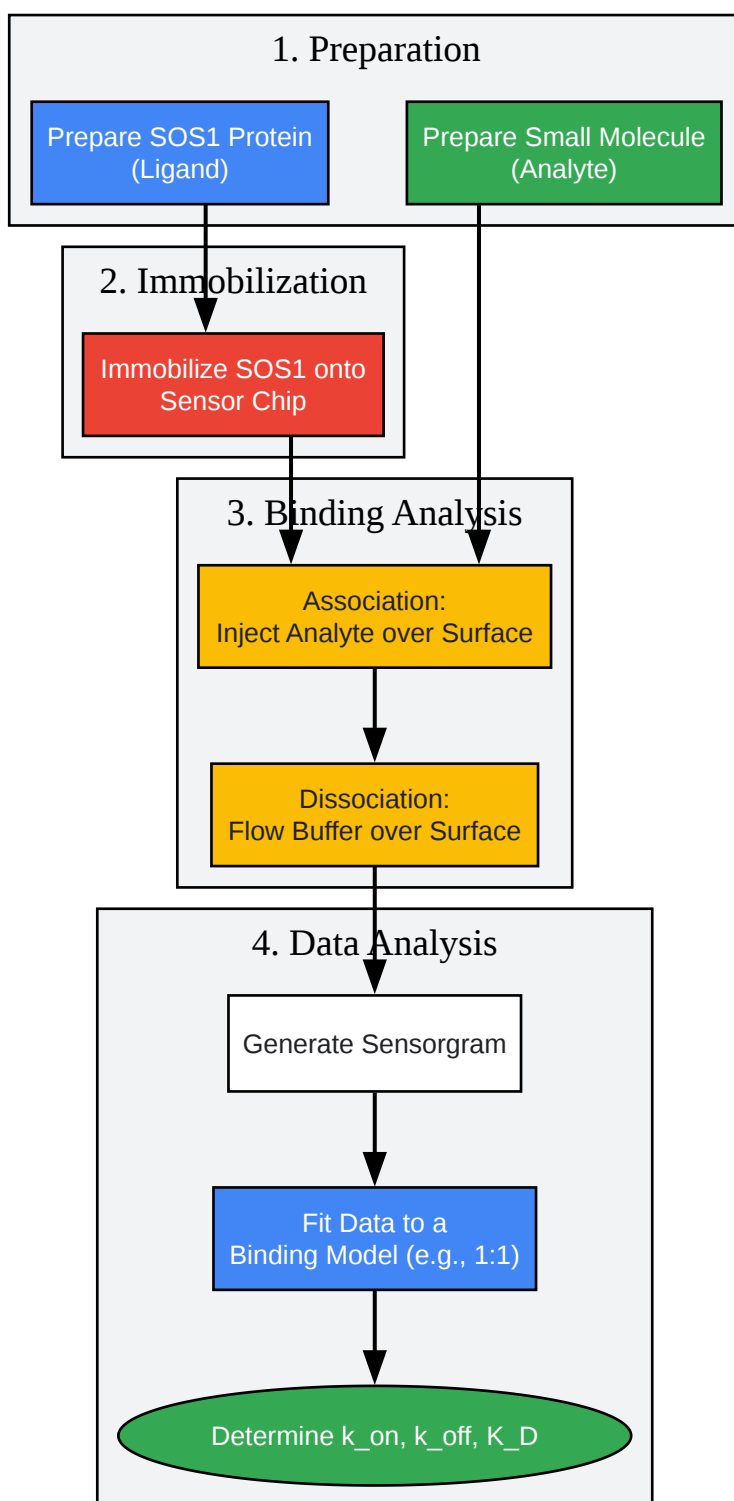 1. Preparation
Prepare SOS1 Protein
(Ligand)
Prepare Small Molecule
(Analyte)
2. Immobilization
Immobilize SOS1 onto
Sensor Chip
3. Binding Analysis
Association:
Inject Analyte over Surface
Dissociation:
Flow Buffer over Surface
4. Data Analysis
Generate Sensorgram
Fit Data to a
Binding Model (e.g., 1:1)
Determine k_on, k_off, K_D